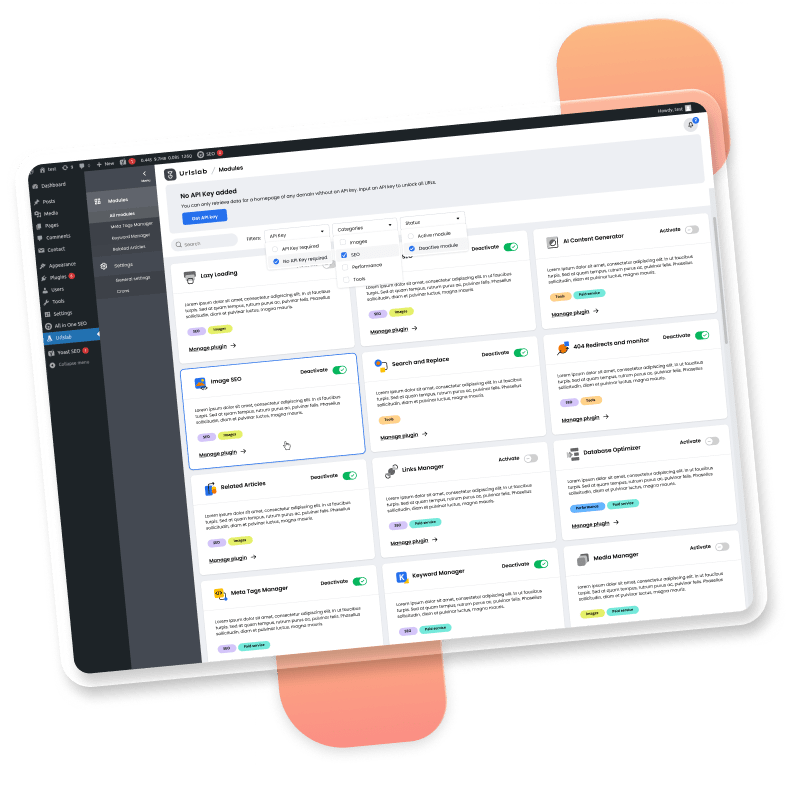 test
5
New
5
SEO
Howdy, test
Dashboard
Posts
Media
Pages
Comments
Contact
Appearance
Plugins
Users
Tools
Settings
All in One SEO
Urlslab
Yoast SEO
Collapse menu
Menu
Modules
All modules
Meta Tags Manager
Keyword Manager
Related Articles
Settings
General settings
Crons
Urlslab / Modules
No API Key added
You can only retrieve data for a homepage of any domain without an API key. Input an API key to unlock all URLs.
Get API key
Search
Filters:
API Key
API Key required
No API Key required
Categories
Images
SEO
Performance
Tools
Status
Active module
Deactive module
Lazy Loading
Lorem ipsum dolor sit amet, consectetur adipiscing elit. In ut faucibus
turpis. Sed at quam tempus, rutrum purus ac, pulvinar felis. Phasellus
sollicitudin, diam et pulvinar luctus, magna mauris.
SEO Images
Manage plugin →
Deactivate
Lorem ipsum dolor sit amet, consectetur adipiscing elit. In ut faucibus
turpis. Sed at quam tempus, rutrum purus ac, pulvinar felis. Phasellus
sollicitudin, diam et pulvinar luctus, magna mauris.
SEO Images
Manage plugin →
AI Content Generator
Activate
Lorem ipsum dolor sit amet, consectetur adipiscing elit. In ut faucibus
turpis. Sed at quam tempus, rutrum purus ac, pulvinar felis. Phasellus
sollicitudin, diam et pulvinar luctus, magna mauris.
Tools Paid service
Manage plugin →
Image SEO
Deactivate
Lorem ipsum dolor sit amet, consectetur adipiscing elit. In ut faucibus
turpis. Sed at quam tempus, rutrum purus ac, pulvinar felis. Phasellus
sollicitudin, diam et pulvinar luctus, magna mauris.
SEO Images
Manage plugin →
Search and Replace
Deactivate
Lorem ipsum dolor sit amet, consectetur adipiscing elit. In ut faucibus
turpis. Sed at quam tempus, rutrum purus ac, pulvinar felis. Phasellus
sollicitudin, diam et pulvinar luctus, magna mauris.
Tools
Manage plugin →
404 Redirects and monitor
Deactivate
Lorem ipsum dolor sit amet, consectetur adipiscing elit. In ut faucibus
turpis. Sed at quam tempus, rutrum purus ac, pulvinar felis. Phasellus
sollicitudin, diam et pulvinar luctus, magna mauris.
SEO Tools
Manage plugin →
Related Articles
Deactivate
Lorem ipsum dolor sit amet, consectetur adipiscing elit. In ut faucibus
turpis. Sed at quam tempus, rutrum purus ac, pulvinar felis. Phasellus
sollicitudin, diam et pulvinar luctus, magna mauris.
SEO Images
Manage plugin →
Links Manager
Activate
Lorem ipsum dolor sit amet, consectetur adipiscing elit. In ut faucibus
turpis. Sed at quam tempus, rutrum purus ac, pulvinar felis. Phasellus
sollicitudin, diam et pulvinar luctus, magna mauris.
SEO Paid service
Manage plugin →
Database Optimizer
Activate
Lorem ipsum dolor sit amet, consectetur adipiscing elit. In ut faucibus
turpis. Sed at quam tempus, rutrum purus ac, pulvinar felis. Phasellus
sollicitudin, diam et pulvinar luctus, magna mauris.
Performance Paid service
Manage plugin →
Meta Tags Manager
Deactivate
Lorem ipsum dolor sit amet, consectetur adipiscing elit. In ut faucibus
turpis. Sed at quam tempus, rutrum purus ac, pulvinar felis. Phasellus
sollicitudin, diam et pulvinar luctus, magna mauris.
SEO Paid service
Keyword Manager
Deactivate
Lorem ipsum dolor sit amet, consectetur adipiscing elit. In ut faucibus
turpis. Sed at quam tempus, rutrum purus ac, pulvinar felis. Phasellus
sollicitudin, diam et pulvinar luctus, magna mauris.
SEO Paid service
Media Manager
Activate
Lorem ipsum dolor sit amet, consectetur adipiscing elit. In ut faucibus
turpis. Sed at quam tempus, rutrum purus ac, pulvinar felis. Phasellus
sollicitudin, diam et pulvinar luctus, magna mauris.
Images Paid service